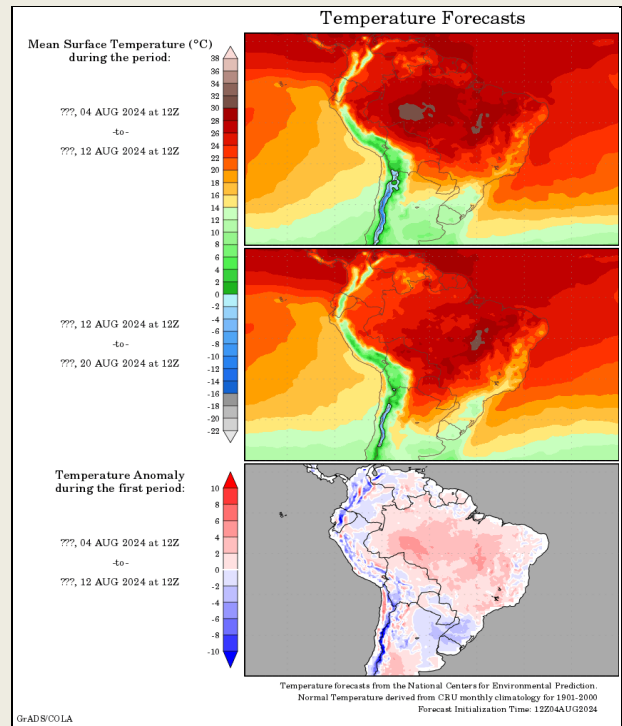 Temperature Forecasts
Mean Surface Temperature (°C)
during the period:
???, 04 AUG 2024 at 12Z
-to-
???, 12 AUG 2024 at 12Z
38
36
34
32
30
28
26
24
22
20
18
16
14
12
10
8
6
4
2
0
-2
-4
-6
-8
-10
-12
-14
-16
-18
-20
-22
???, 12 AUG 2024 at 12Z
-to-
???, 20 AUG 2024 at 12Z
Temperature Anomaly
during the first period:
???, 04 AUG 2024 at 12Z
-to-
???, 12 AUG 2024 at 12Z
10
8
6
4
2
0
-2
-4
-6
-8
-10
Temperature forecasts from the National Centers for Environmental Prediction.
Normal Temperature derived from CRU monthly climatology for 1901-2000
Forecast Initialization Time: 12Z04AUG2024
GrADS/COLA